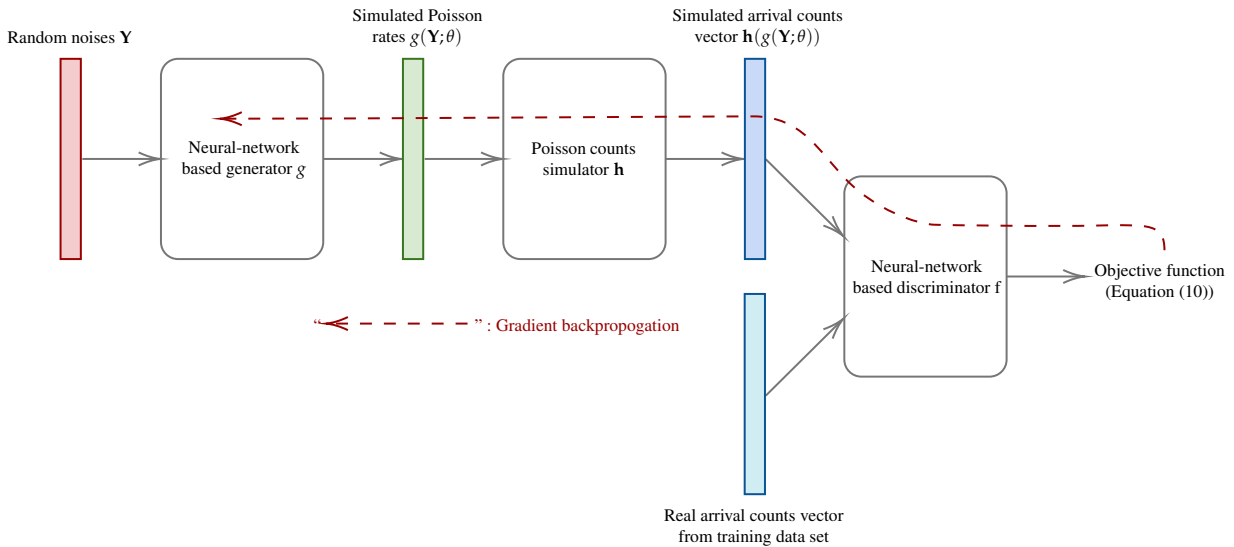 Random noises Y
Simulated Poisson
rates g(Y;θ)
Simulated arrival counts
vector h(g(Y;θ))
Neural-network
based generator g
Poisson counts
simulator h
Neural-network
based discriminator f
Objective function
(Equation (10))
“ ” : Gradient backpropogation
Real arrival counts vector
from training data set